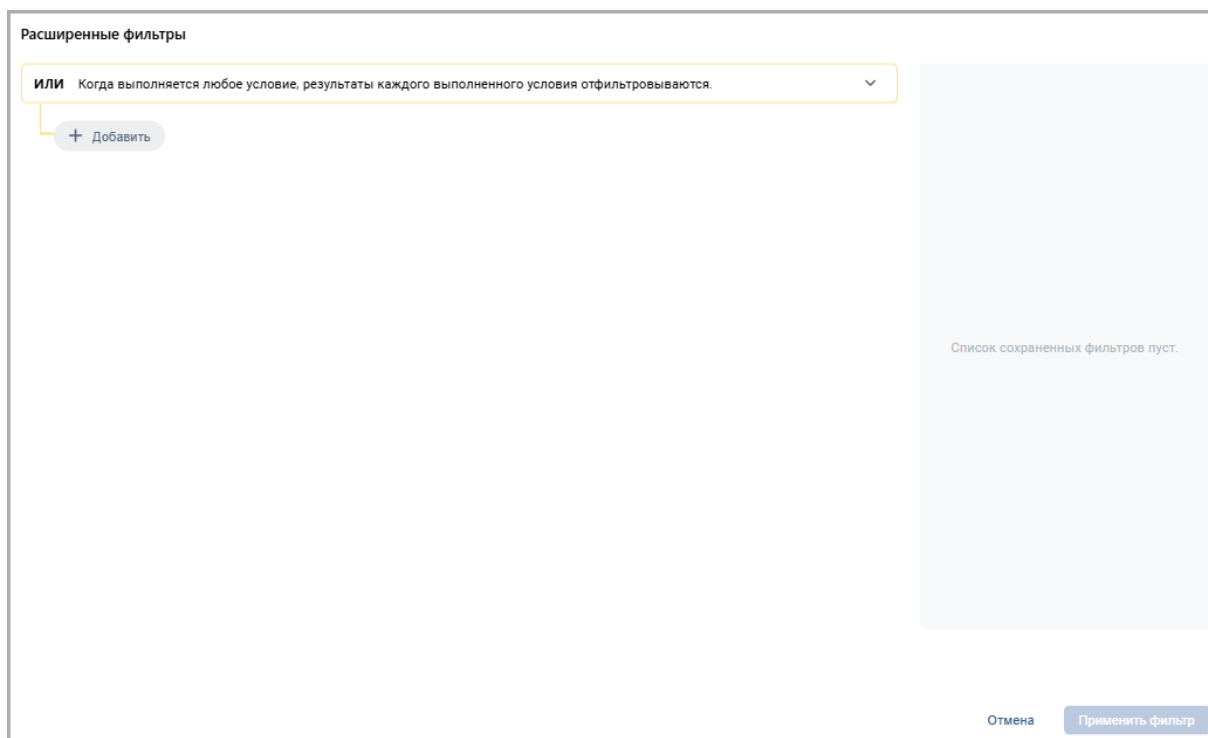 Расширенные фильтры
ИЛИ Когда выполняется любое условие, результаты каждого выполненного условия отфильтровываются.
+ Добавить
Список сохраненных фильтров пуст.
Отмена Применить фильтр